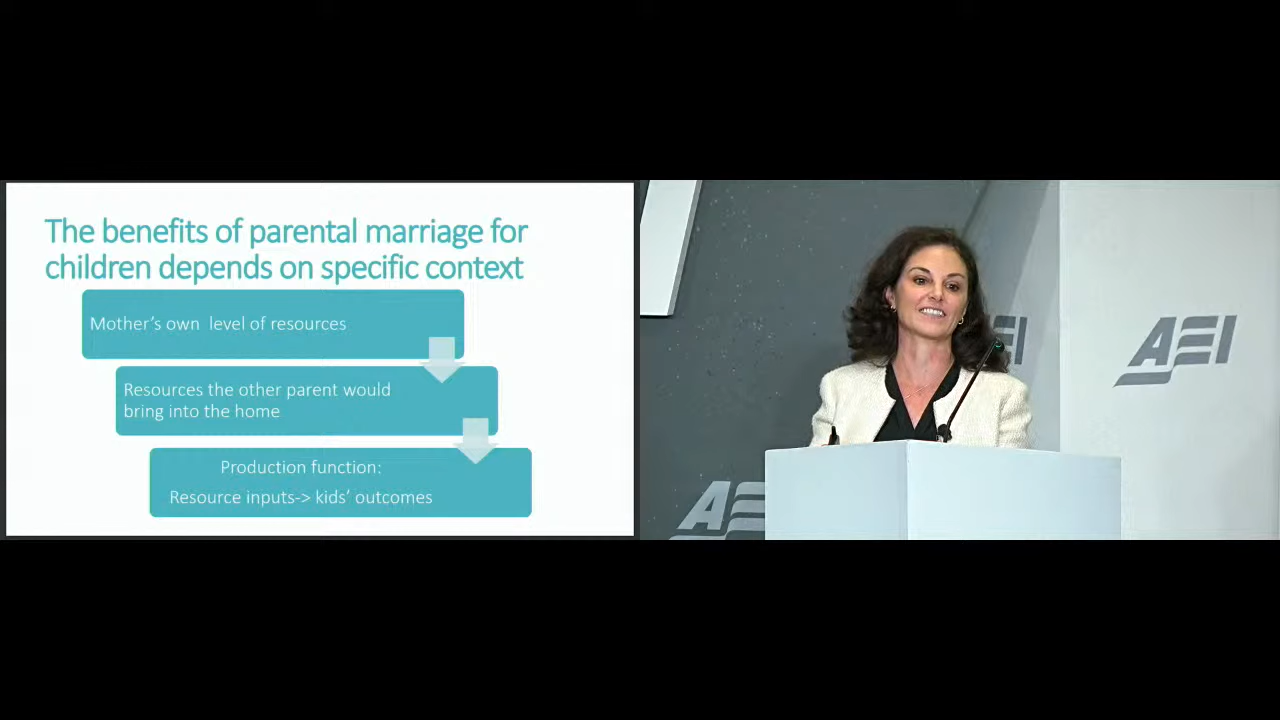 The benefits of parental marriage for
children depends on specific context
Mother's own level of resources
Resources the other parent would
bring into the home
Production function:
Resource inputs-> kids' outcomes
AEI
AEI